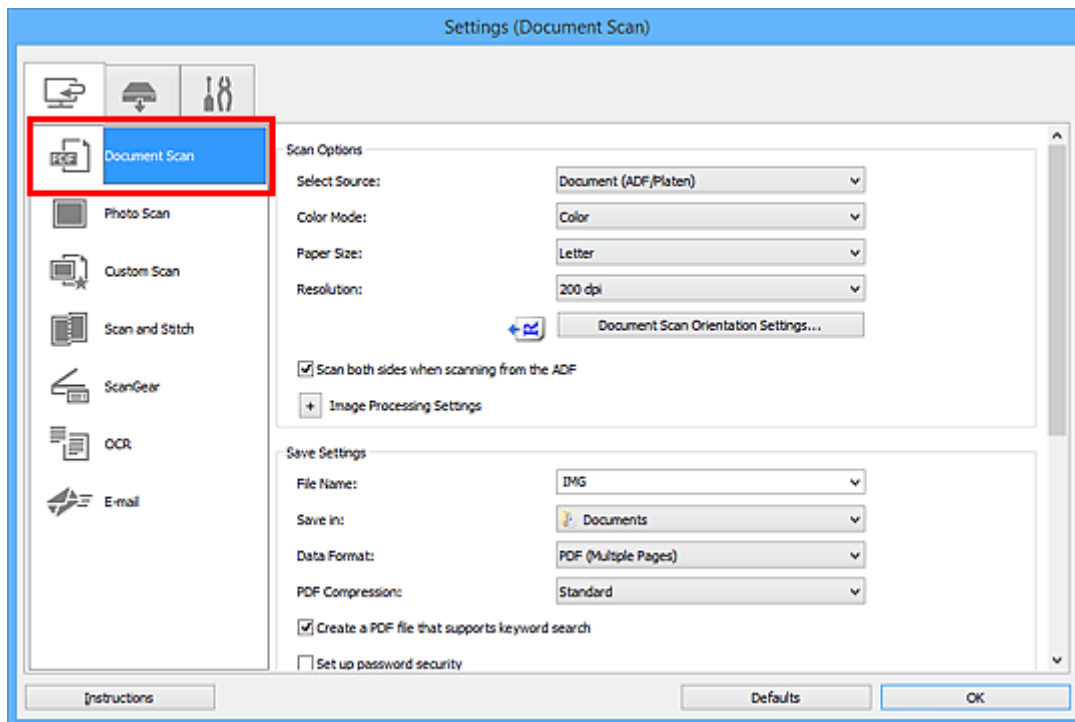 Settings (Document Scan)
PDF
Document Scan
Photo Scan
Custom Scan
Scan and Stitch
ScanGear
OCR
E-mail
Scan Options
Select Source: Document (ADF/Platen)
Color Mode: Color
Paper Size: Letter
Resolution: 200 dpi
R Document Scan Orientation Settings...
Scan both sides when scanning from the ADF
+ Image Processing Settings
Save Settings
File Name: IMG
Save in: Documents
Data Format: PDF (Multiple Pages)
PDF Compression: Standard
Create a PDF file that supports keyword search
Set up password security
Instructions Defaults OK